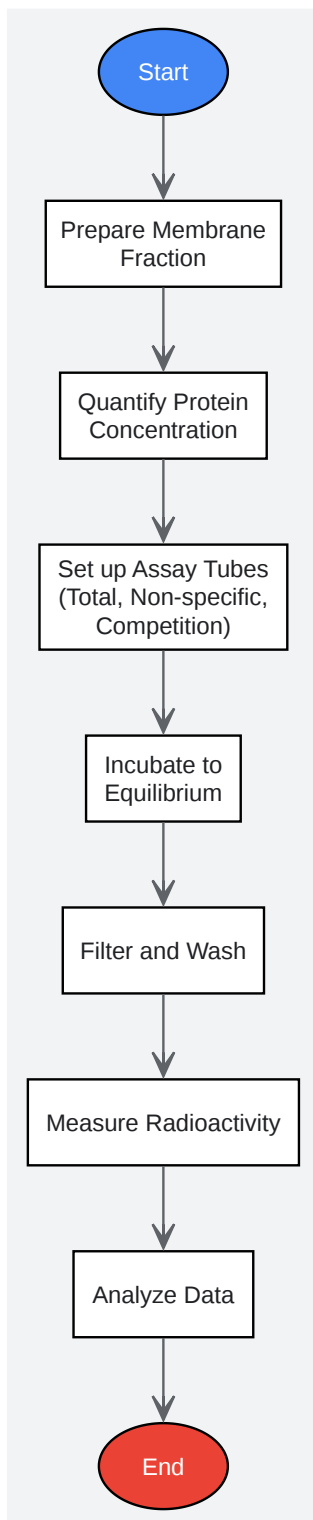 Start
Prepare Membrane
Fraction
Quantify Protein
Concentration
Set up Assay Tubes
(Total, Non-specific,
Competition)
Incubate to
Equilibrium
Filter and Wash
Measure Radioactivity
Analyze Data
End